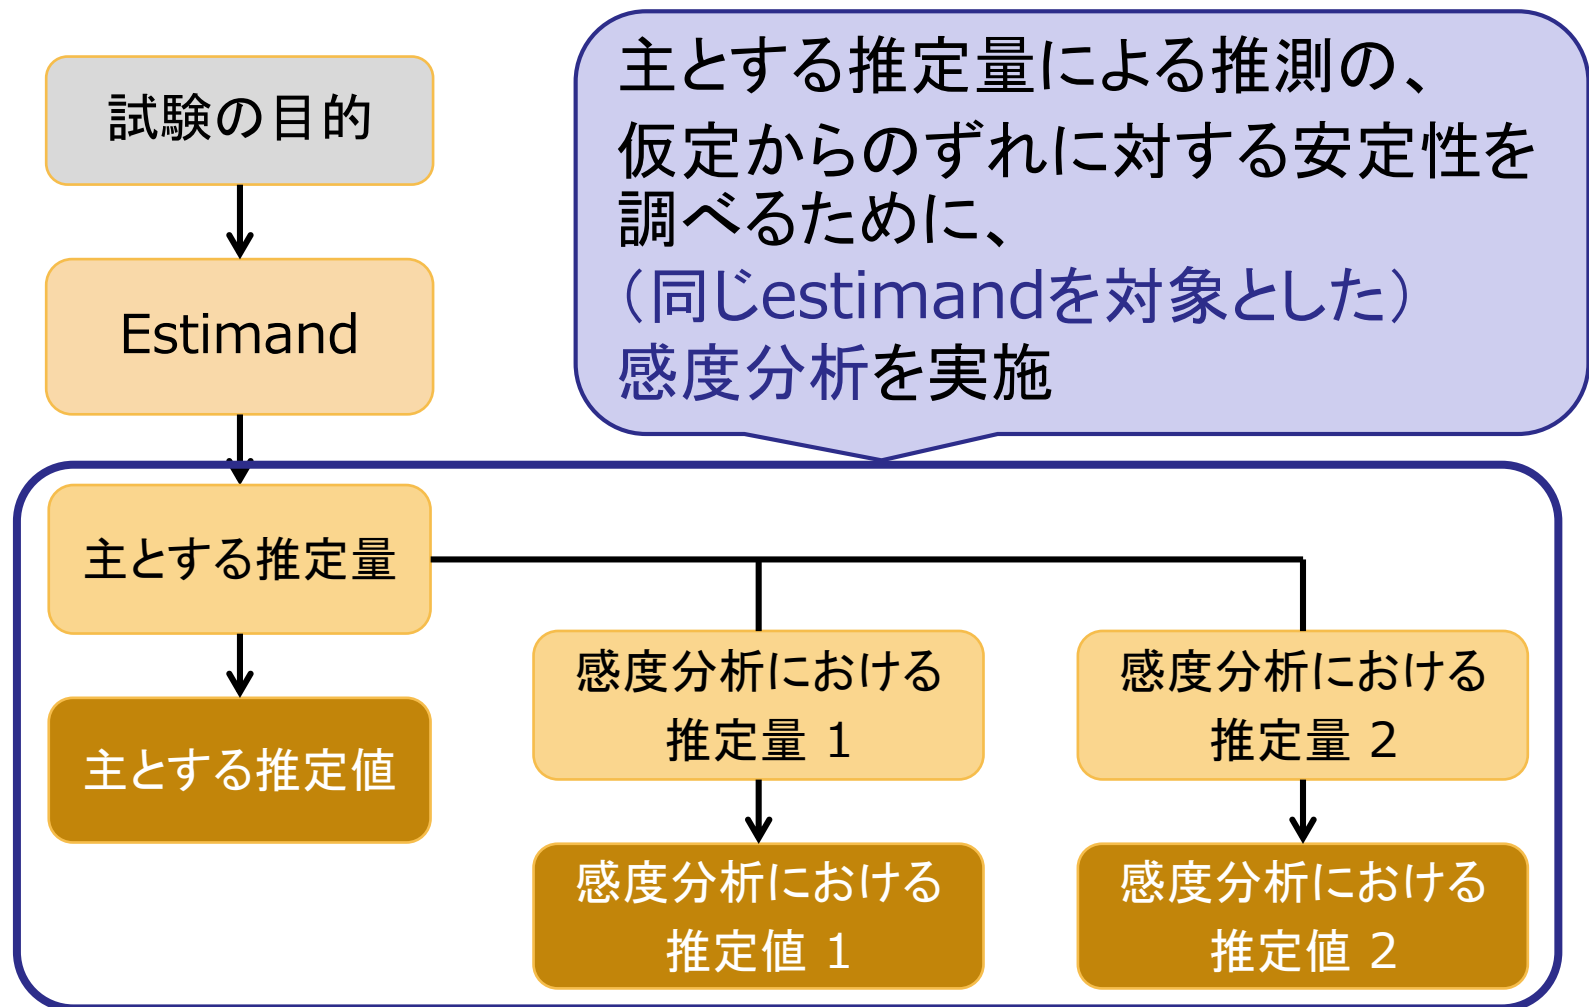 試験の目的
主とする推定量による推測の、
仮定からのずれに対する安定性を
調べるために、
（同じestimandを対象とした）
感度分析を実施
Estimand
主とする推定量
感度分析における
推定量 1
感度分析における
推定量 2
主とする推定値
感度分析における
推定値 1
感度分析における
推定値 2